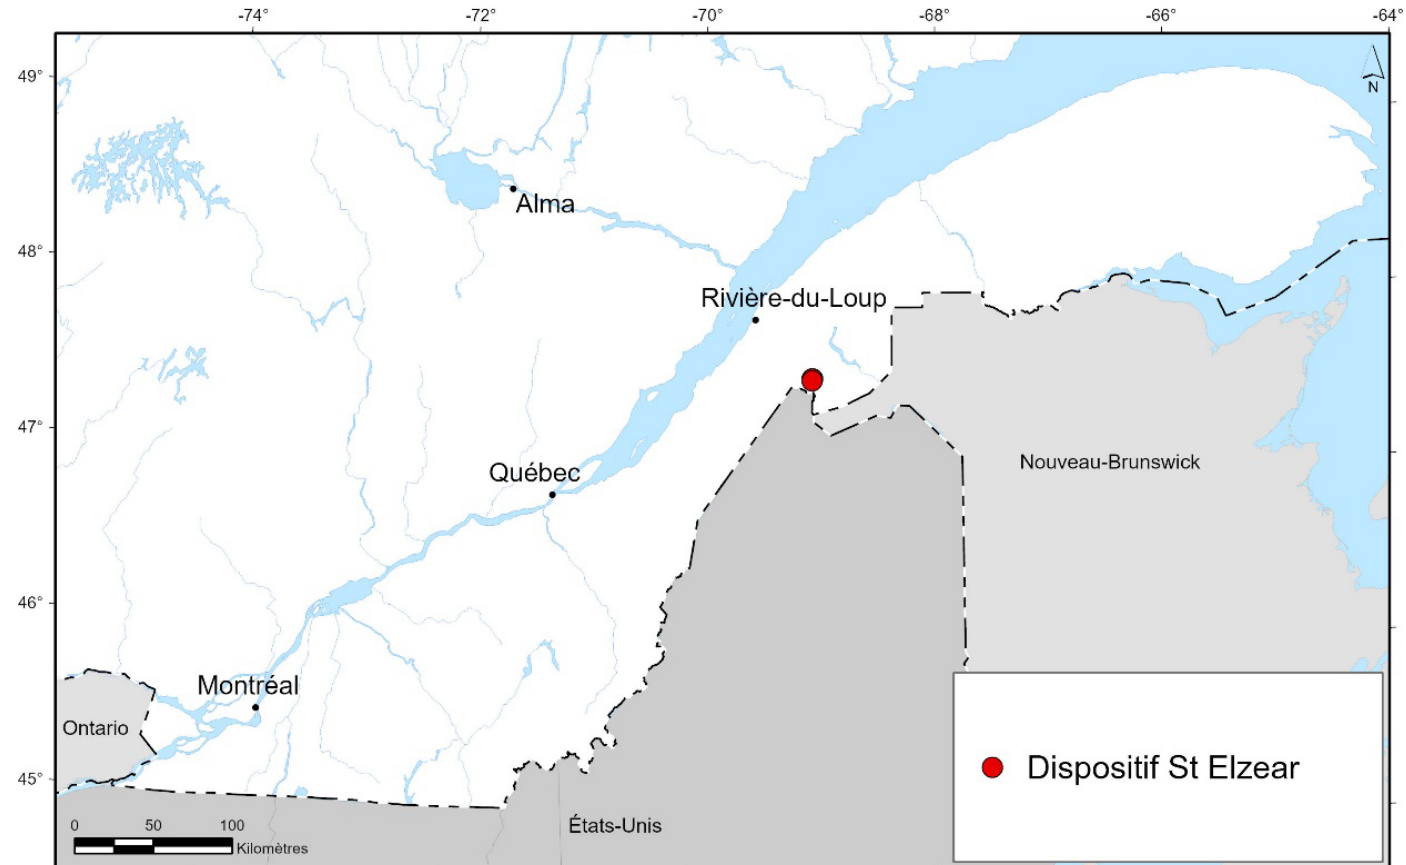 -74° -72° -70° -68° -66° -64°
49°
N
Alma
48°
Rivière-du-Loup
47°
Nouveau-Brunswick
Québec
46°
Montréal
Ontario
45°
Dispositif St Elzear
0 50 100
Kilomètres
États-Unis